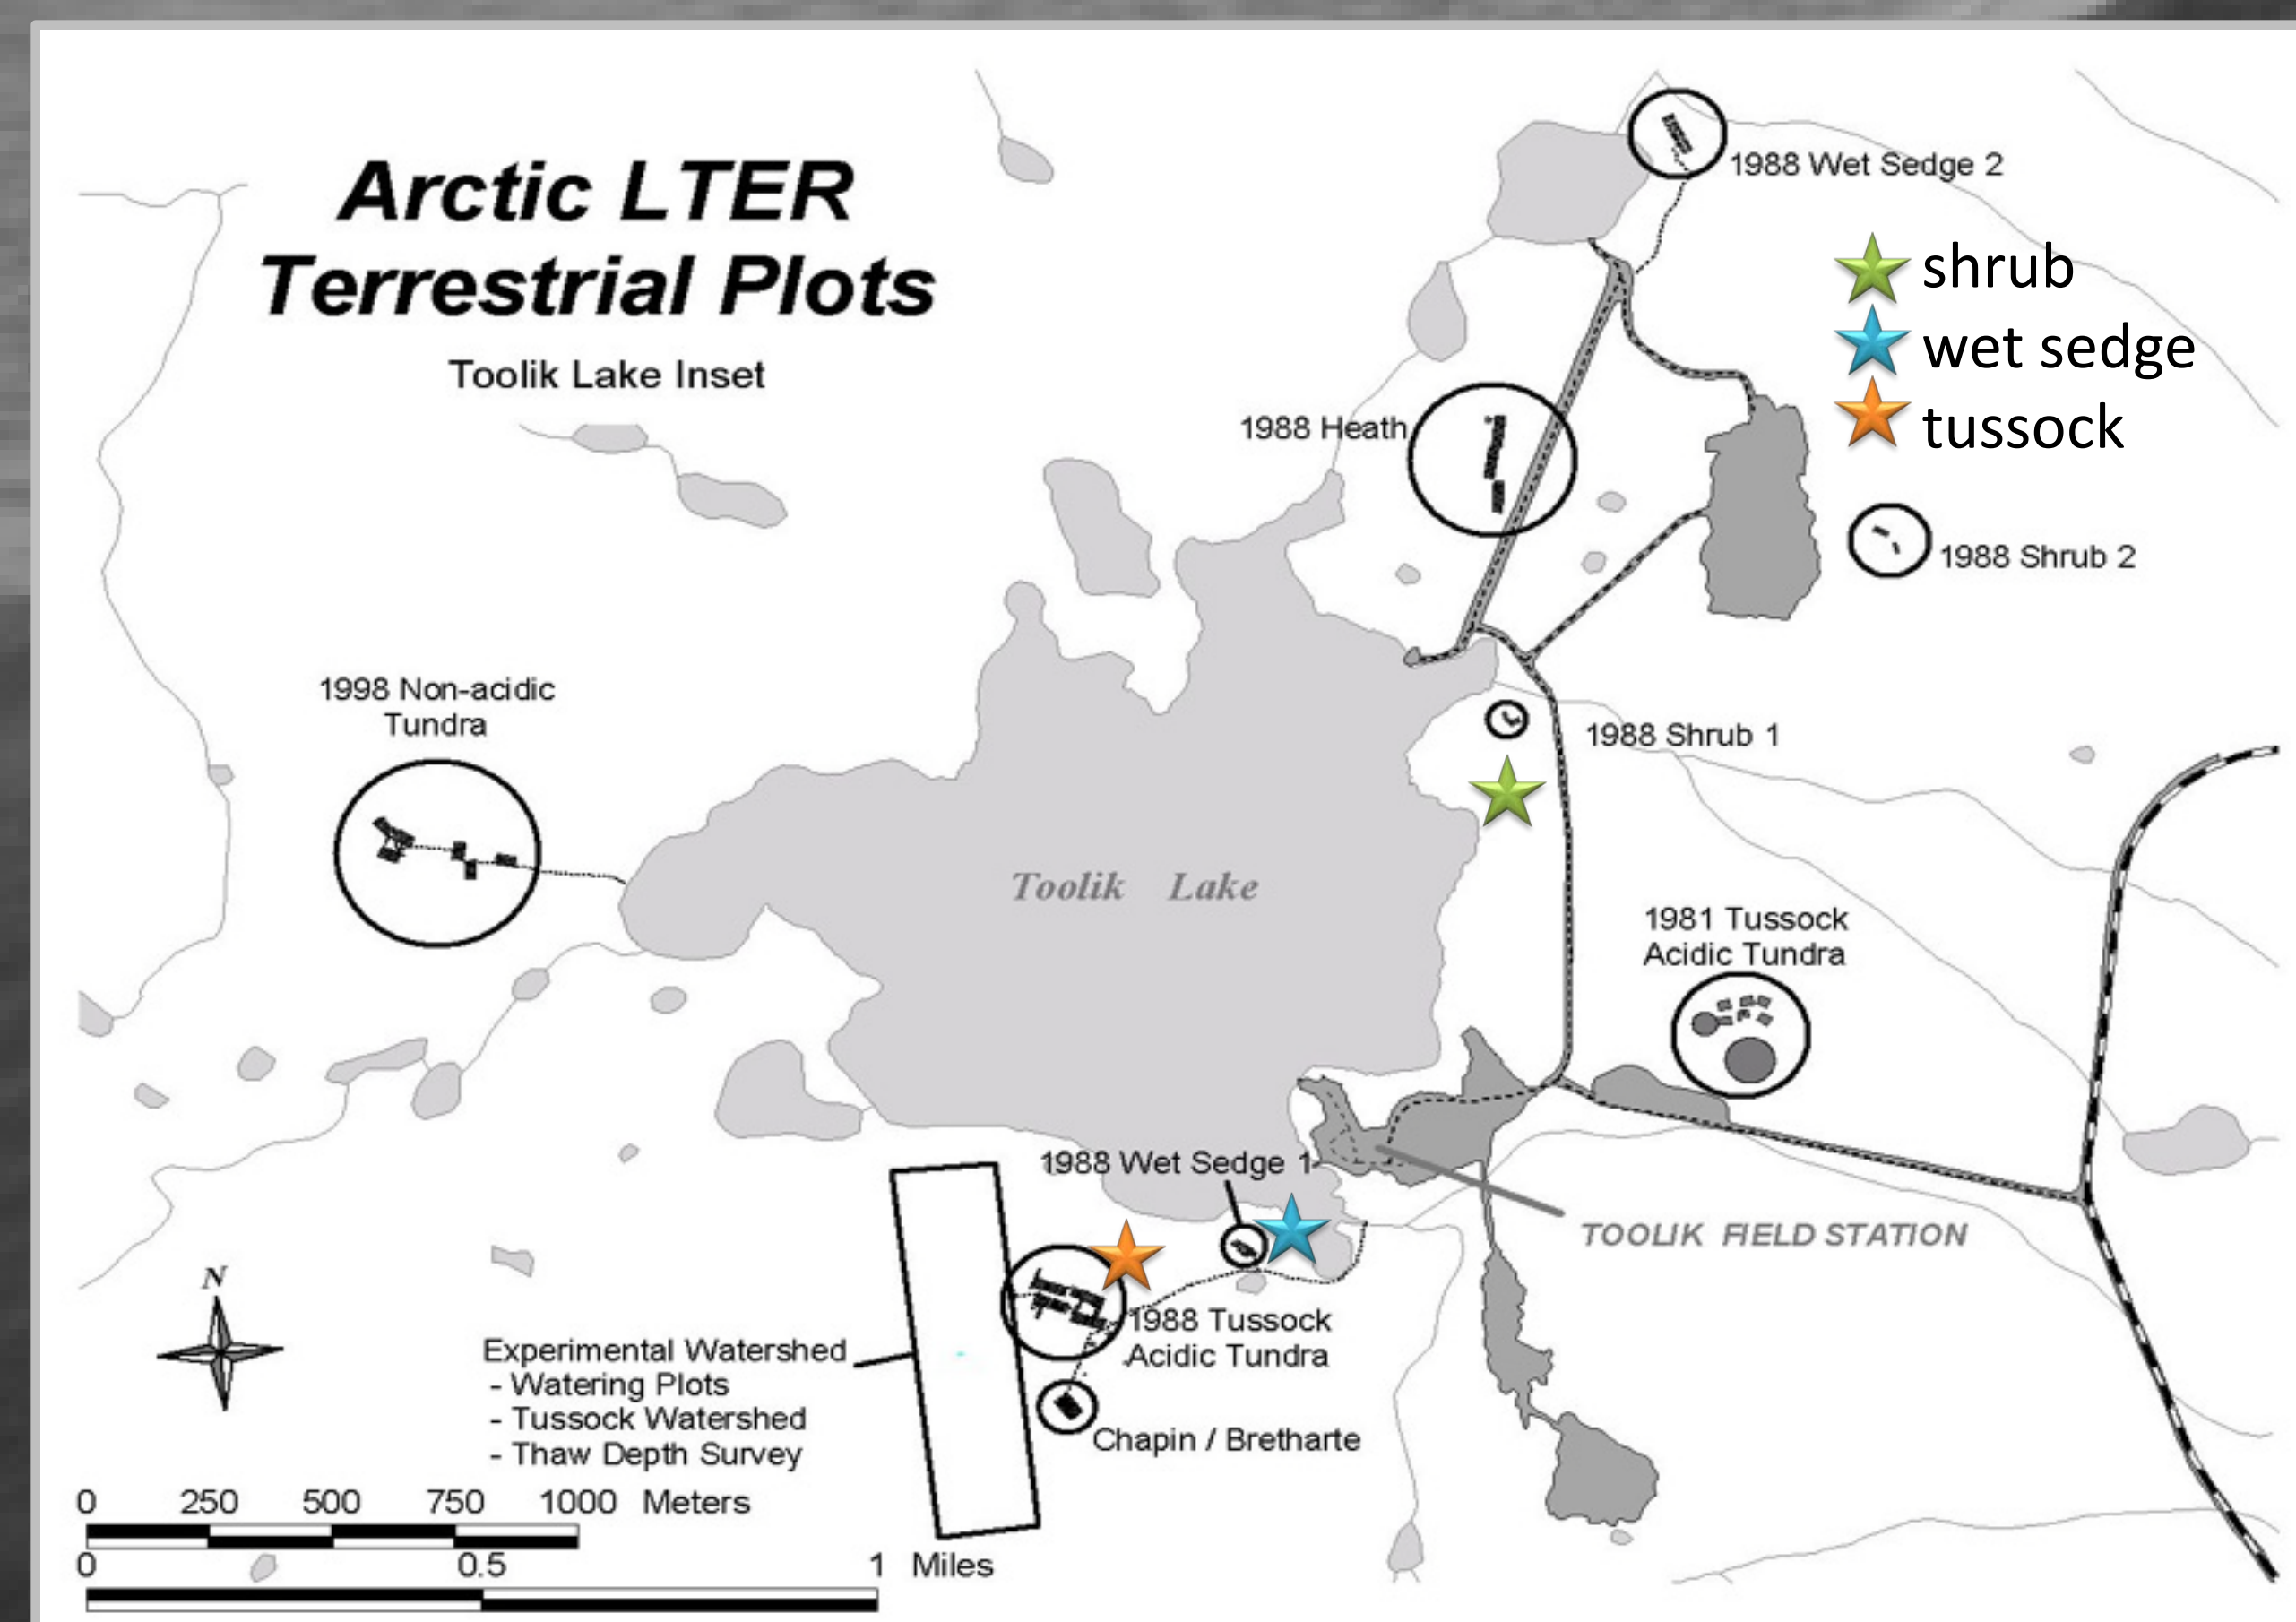 Arctic LTER
Terrestrial Plots
Toolik Lake Inset
1988 Wet Sedge 2
shrub
wet sedge
tussock
1988 Heath
1988 Shrub 2
1998 Non-acidic
Tundra
1988 Shrub 1
Toolik Lake
1981 Tussock
Acidic Tundra
1988 Wet Sedge 1
TOOLIK FIELD STATION
N
1988 Tussock
Acidic Tundra
Experimental Watershed
- Watering Plots
- Tussock Watershed
- Thaw Depth Survey
Chapin / Bretharte
0 250 500 750 1000 Meters
0 0.5 1 Miles